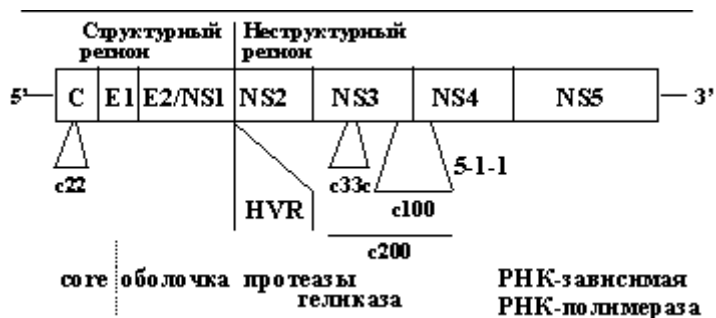 Структурный регион
Неструктурный регион
5’ C E1 E2/NS1 NS2 NS3 NS4 NS5 3’
c22 c33c 5-1-1
HVR c100
c200
core оболочка протеазы РНК-зависимая
геликаза РНК-полимераза